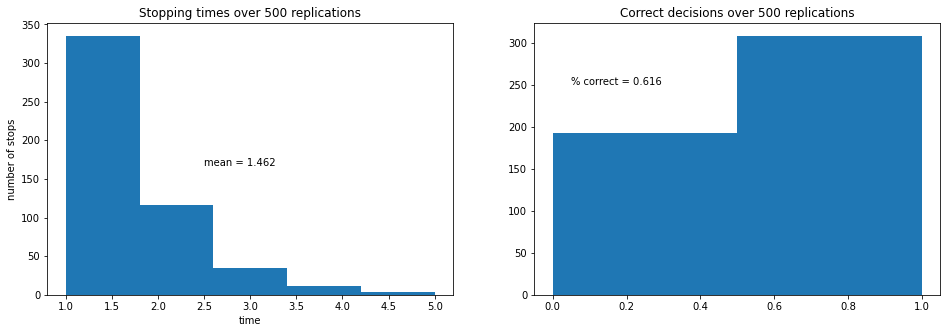 Stopping times over 500 replications
350
300
250
200
150
100
50
0
number of stops
mean = 1.462
1.0 1.5 2.0 2.5 3.0 3.5 4.0 4.5 5.0
time
Correct decisions over 500 replications
300
250
200
150
100
50
0
% correct = 0.616
0.0 0.2 0.4 0.6 0.8 1.0